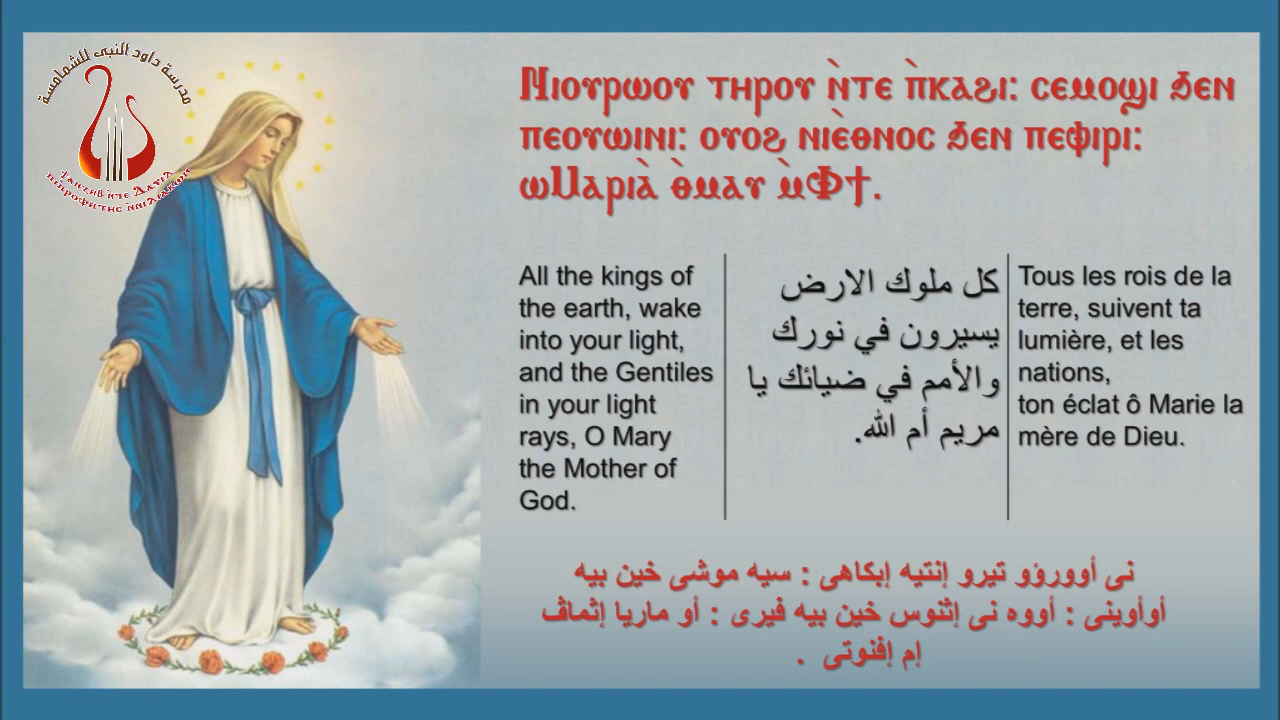 مدرسة داود النبى للشمامسة
Ⲛⲓⲟⲩⲣⲱⲟⲩ ⲧⲏⲣⲟⲩ ⲛ̀ⲧⲉ ⲡ̀ⲕⲁϩⲓ: ⲥⲉⲙⲟϣⲓ ϧⲉⲛ
ⲡⲉⲟⲩⲱⲓⲛⲓ: ⲟⲩⲟϩ ⲛⲓⲉ̀ⲑⲛⲟⲥ ϧⲉⲛ ⲡⲉⲫⲓⲣⲓ:
ⲱⲘⲁⲣⲓⲁ̀ ⲑ̀ⲙⲁⲩ ⲙ̀Ⲫϯ.
All the kings of
the earth, wake
into your light,
and the Gentiles
in your light
rays, O Mary
the Mother of
God.
كل ملوك الارض
يسيرون في نورك
والأمم في ضيائك يا
مريم أم الله.
Tous les rois de la
terre, suivent ta
lumière, et les
nations,
ton éclat ô Marie la
mère de Dieu.
نى أوورؤو تيرو إنتيه إبكاهى : سيه موشى خين بيه
أوأوينى : أووه نى إثنوس خين بيه فيرى : أو ماريا إثماڤ
إم إفنوتى .